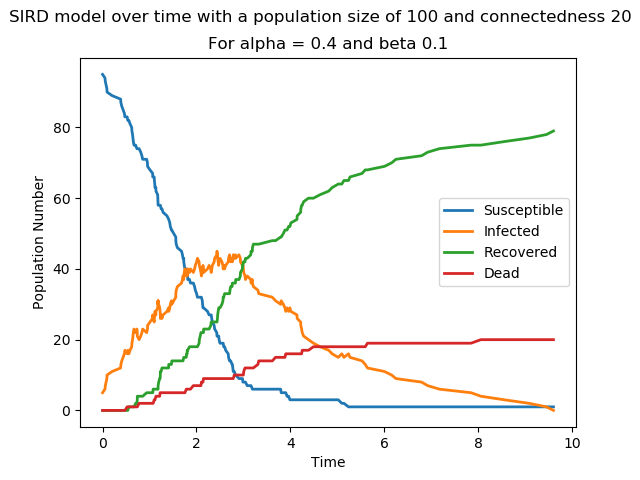 SIRD model over time with a population size of 100 and connectedness 20
For alpha = 0.4 and beta 0.1
Population Number
80
60
40
20
0
Susceptible
Infected
Recovered
Dead
0 2 4 6 8 10
Time